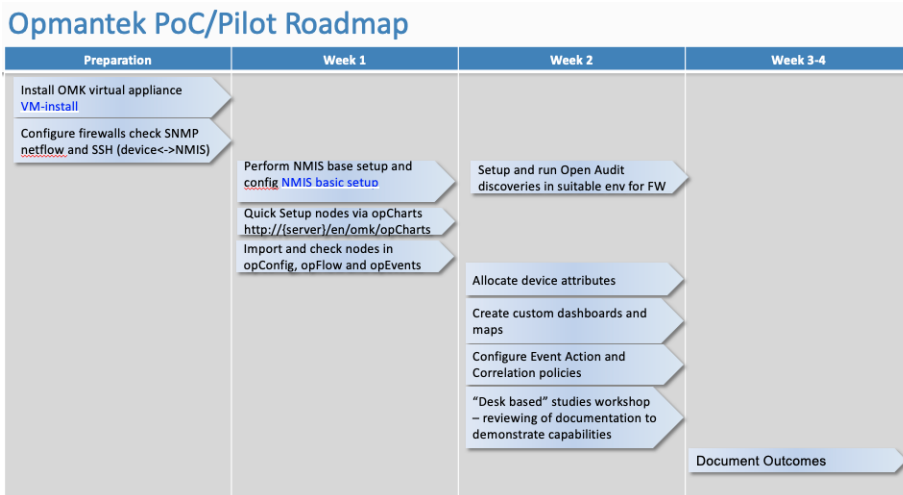 Opmantek PoC/Pilot Roadmap
Preparation
Week 1
Week 2
Week 3-4
Install OMK virtual appliance
VM-install
Configure firewalls check SNMP
netflow and SSH (device<->NMIS)
Perform NMIS base setup and
config NMIS basic setup
Setup and run Open Audit
discoveries in suitable env for FW
Quick Setup nodes via opCharts
http://{server}/en/omk/opCharts
Import and check nodes in
opConfig, opFlow and opEvents
Allocate device attributes
Create custom dashboards and
maps
Configure Event Action and
Correlation policies
“Desk based” studies workshop
– reviewing of documentation to
demonstrate capabilities
Document Outcomes